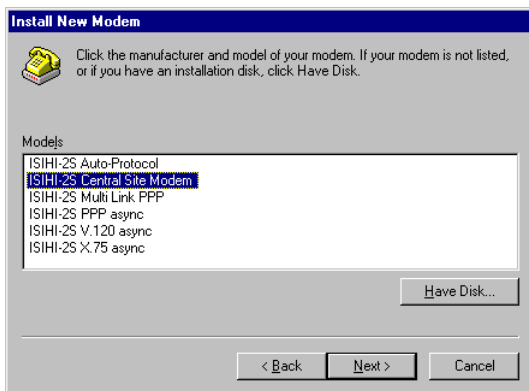 Install New Modem
Click the manufacturer and model of your modem. If your modem is not listed,
or if you have an installation disk, click Have Disk.
Models
ISIHI-2S Auto-Protocol
ISIHI-2S Central Site Modem
ISIHI-2S Multi Link PPP
ISIHI-2S PPP async
ISIHI-2S V.120 async
ISIHI-2S X.75 async
Have Disk...
< Back Next > Cancel